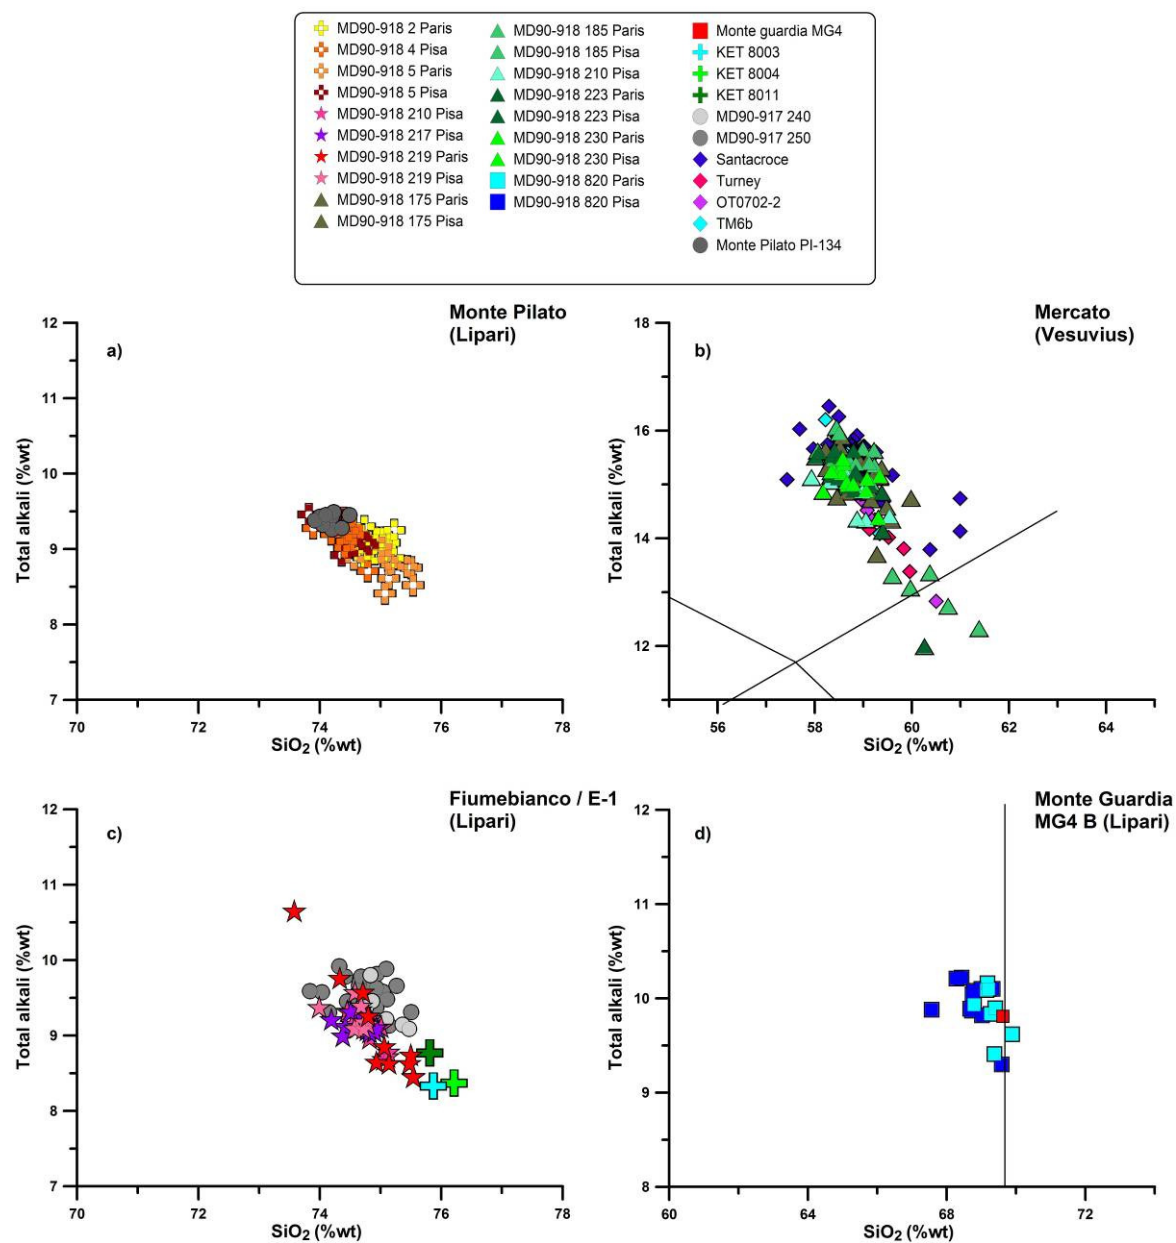 MD90-918 2 Paris
MD90-918 4 Pisa
MD90-918 5 Paris
MD90-918 5 Pisa
MD90-918 210 Pisa
MD90-918 217 Pisa
MD90-918 219 Paris
MD90-918 219 Pisa
MD90-918 175 Paris
MD90-918 175 Pisa
MD90-918 185 Paris
MD90-918 185 Pisa
MD90-918 210 Pisa
MD90-918 223 Paris
MD90-918 223 Pisa
MD90-918 230 Paris
MD90-918 230 Pisa
MD90-918 820 Paris
MD90-918 820 Pisa
Monte guardia MG4
KET 8003
KET 8004
KET 8011
MD90-917 240
MD90-917 250
Santacroce
Turney
OT0702-2
TM6b
Monte Pilato PI-134
Monte Pilato
(Lipari)
a)
12
11
10
9
8
7
Total alkali (%wt)
70 72 74 76 78
SiO2 (%wt)
Mercato
(Vesuvius)
b)
18
16
14
12
Total alkali (%wt)
56 58 60 62 64
SiO2 (%wt)
Fiumebianco / E-1
(Lipari)
c)
12
11
10
9
8
7
Total alkali (%wt)
70 72 74 76 78
SiO2 (%wt)
Monte Guardia
MG4 B (Lipari)
d)
12
11
10
9
8
Total alkali (%wt)
60 64 68 72
SiO2 (%wt)